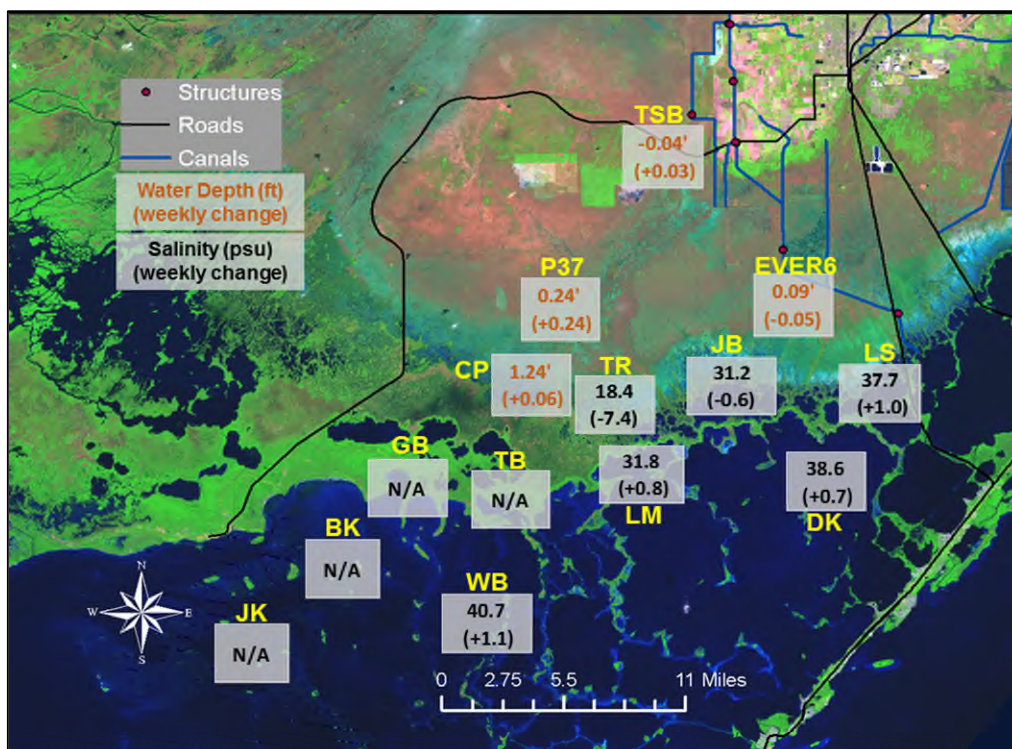 Structures
Roads
Canals
Water Depth (ft)
(weekly change)
Salinity (psu)
(weekly change)
TSB
-0.04'
(+0.03)
P37
0.24'
(+0.24)
EVER6
0.09'
(-0.05)
CP
1.24'
(+0.06)
TR
18.4
(-7.4)
JB
31.2
(-0.6)
LS
37.7
(+1.0)
GB
N/A
TB
N/A
31.8
(+0.8)
LM
38.6
(+0.7)
DK
BK
N/A
WB
40.7
(+1.1)
JK
N/A
N
W
E
S
0 2.75 5.5 11 Miles